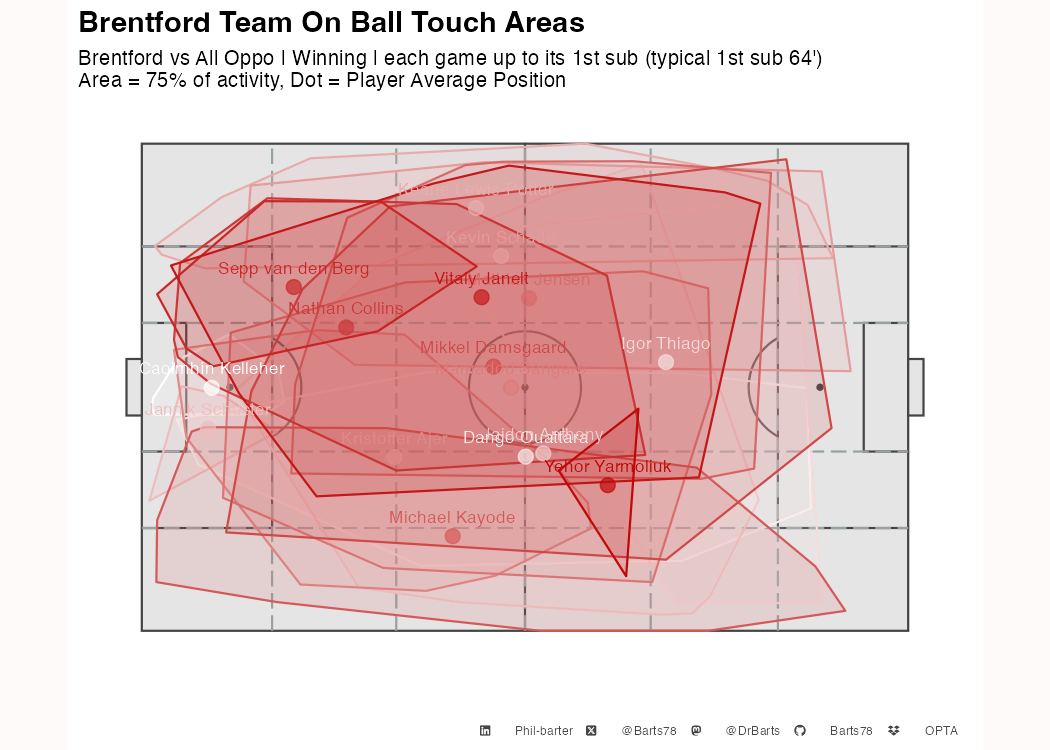 Brentford Team On Ball Touch Areas
Brentford vs All Oppo | Winning | each game up to its 1st sub (typical 1st sub 64')
Area = 75% of activity, Dot = Player Average Position
Kevin Schade
Sepp van den Berg
Vitaly Janelt
Jensen
Nathan Collins
Igor Thiago
Mikkel Damsgaard
Caoimhin Kelleher
Kristoffer Ajer
Dango Ouattara
Jaidon Anthony
Yehor Yarmoliuk
Michael Kayode
Phil-barter
@Barts78
@DrBarts
Barts78
OPTA